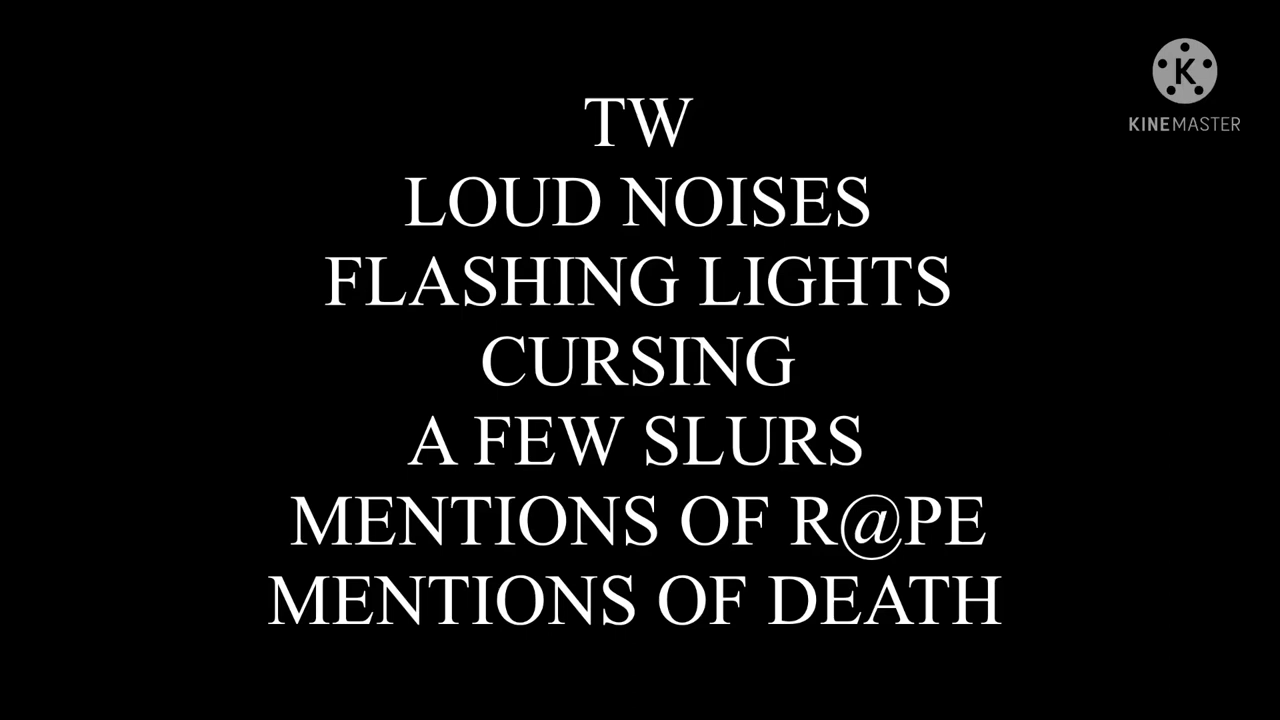 TW
K
KINEMASTER
LOUD NOISES
FLASHING LIGHTS
CURSING
A FEW SLURS
MENTIONS OF R@PE
MENTIONS OF DEATH